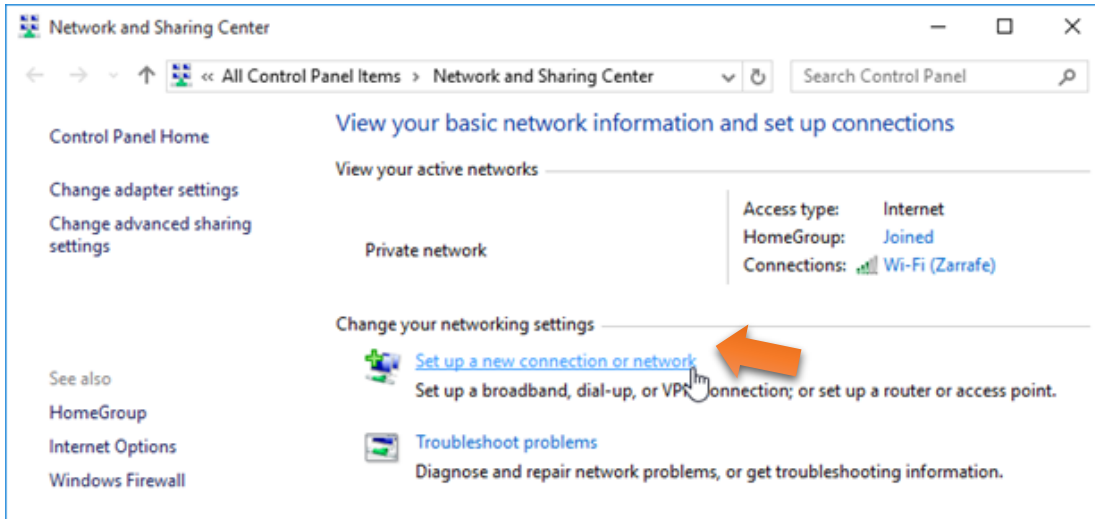 Network and Sharing Center
« All Control Panel Items > Network and Sharing Center
Search Control Panel
Control Panel Home
Change adapter settings
Change advanced sharing
settings
See also
HomeGroup
Internet Options
Windows Firewall
View your basic network information and set up connections
View your active networks
Private network
Access type: Internet
HomeGroup: Joined
Connections: Wi-Fi (Zarrafe)
Change your networking settings
Set up a new connection or network
Set up a broadband, dial-up, or VPN connection; or set up a router or access point.
Troubleshoot problems
Diagnose and repair network problems, or get troubleshooting information.